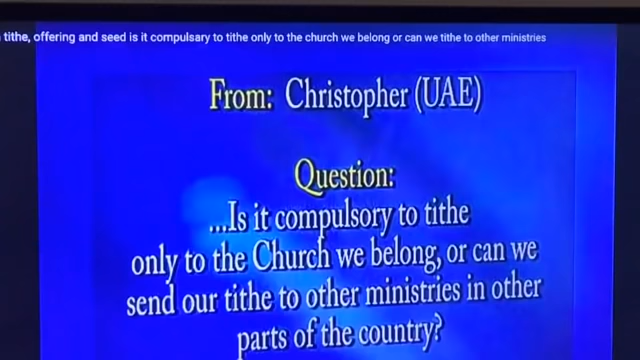 tithe, offering and seed is it compulsary to tithe only to the church we belong or can we tithe to other ministries
From: Christopher (UAE)
Question:
...Is it compulsory to tithe
only to the Church we belong, or can we
send our tithe to other ministries in other
parts of the country?